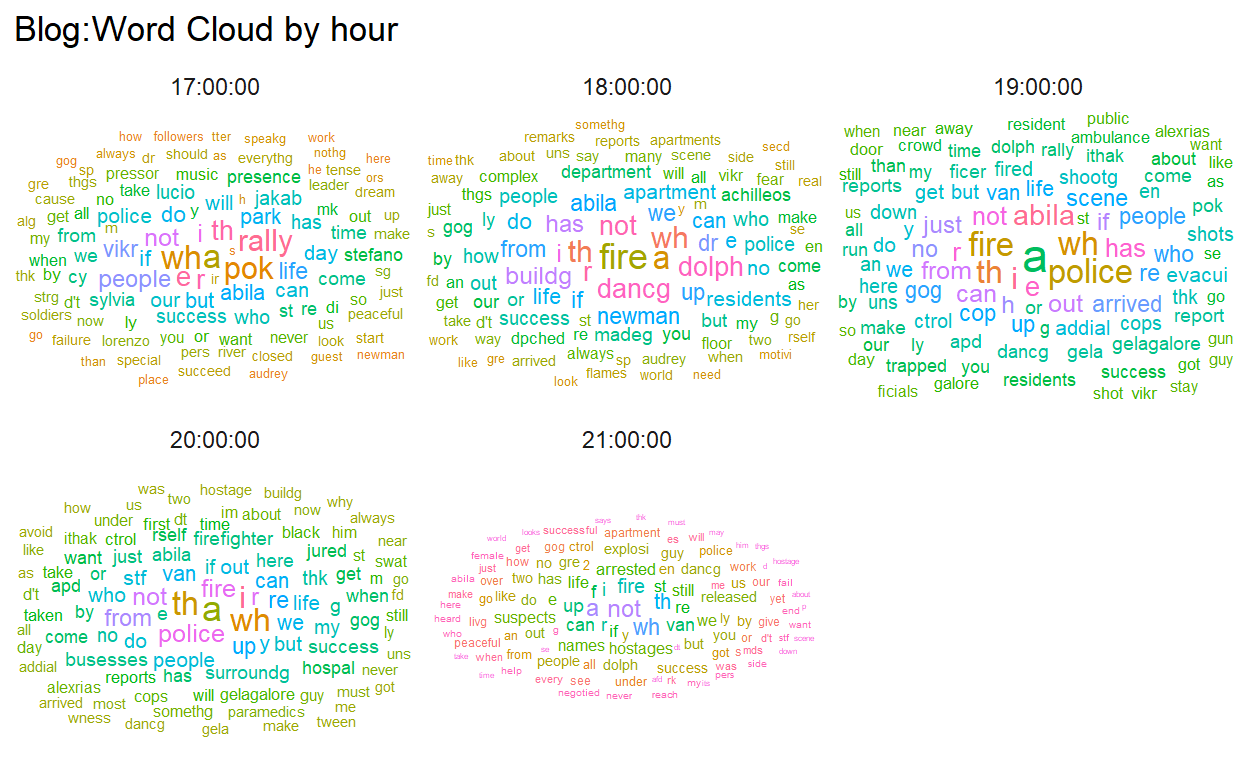 Blog:Word Cloud by hour
17:00:00
how followers tter speakg work
always dr should as everythg nothg
gog sp pressor music presence he tense here
gre thgs take lucio will h jakab leader ors
cause no police do y park has mk dream
alg get all m not i th rally time out up
my from vikr if s day make
when we wha pok life stefano
thk by cy people e r ir come sg
strg d't sylvia our but abila can so just
soldiers now ly success who st re di peaceful
go failure lorenzo you or want never us look start
than special pers river closed guest newman
succeed audrey
place
18:00:00
somethg
remarks reports apartments secd
time thk about uns say many scene side still
away complex department will all vikr fear real
thgs people abila apartment achilleos
just ly do has not we y m can who make
s gog wh se
by how from i th fire a dr e police en
fd an out buildg r dolph no come
get our or life if dancg up residents as
take d't success st newman but my g go her
work way dpched re madeg you floor two rself
like gre arrived always sp audrey when motivi
look flames world need
19:00:00
when near away resident public
door crowd time dolph rally ambulance alexrias
still than my ficer fired shootg ithak about want
reports get but van life scene en come like
us down just not abila st if people pok as
all y shots
run do no r fire a wh has who se
an we from th i police re evacui
here gog can h e out arrived thk go
by uns cop up or report
so make ctrol g addial cops gun
our ly apd dancg gela gelagalore guy
day trapped you residents success got
ficials galore shot vikr stay
20:00:00
was two hostage buildg
how us im about now why
avoid under first dt time always
ithak ctrol rself firefighter black him near
like want just abila if out here jured st swat
as take or stf van can thk get m go
d't apd who not fire i r re life g when fd
taken by from e th a wh we my gog still
all come no do police up y but success ly
day busesses people surroundg hospal uns
addial reports has never
alexrias cops will gelagalore guy must got
arrived most somethg paramedics me
wness dancg gela make tween
21:00:00
says thk must
world looks successful apartment es will may
female get gog ctrol explosi guy police him thgs
just how no gre 2 arrested en dancg work d hostage
abila over two has life f i fire st still me us our fail
make go like do e up a not th re released yet about
here end p
heard livg suspects can r if y wh van we ly by give want
who peaceful an out g names hostages dt but you or d't stf scene
take when from se people all dolph success got s mds down
time help every see under afd rk was pers side
negotied never reach my its